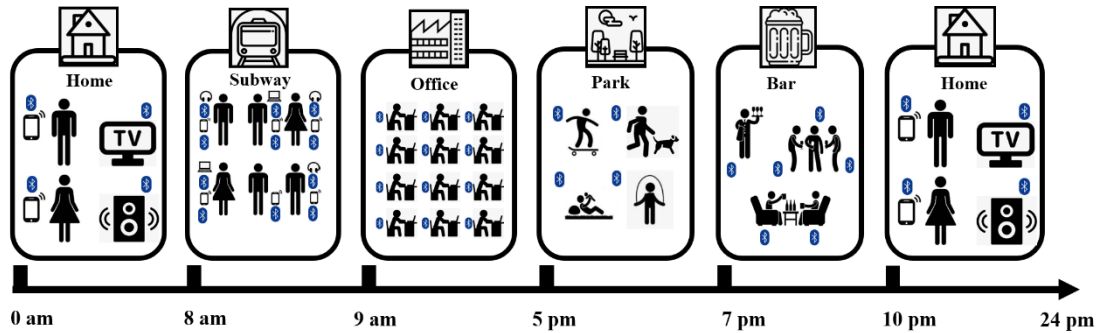 Home
Subway
Office
Park
Bar
Home
TV
TV
0 am
8 am
9 am
5 pm
7 pm
10 pm
24 pm